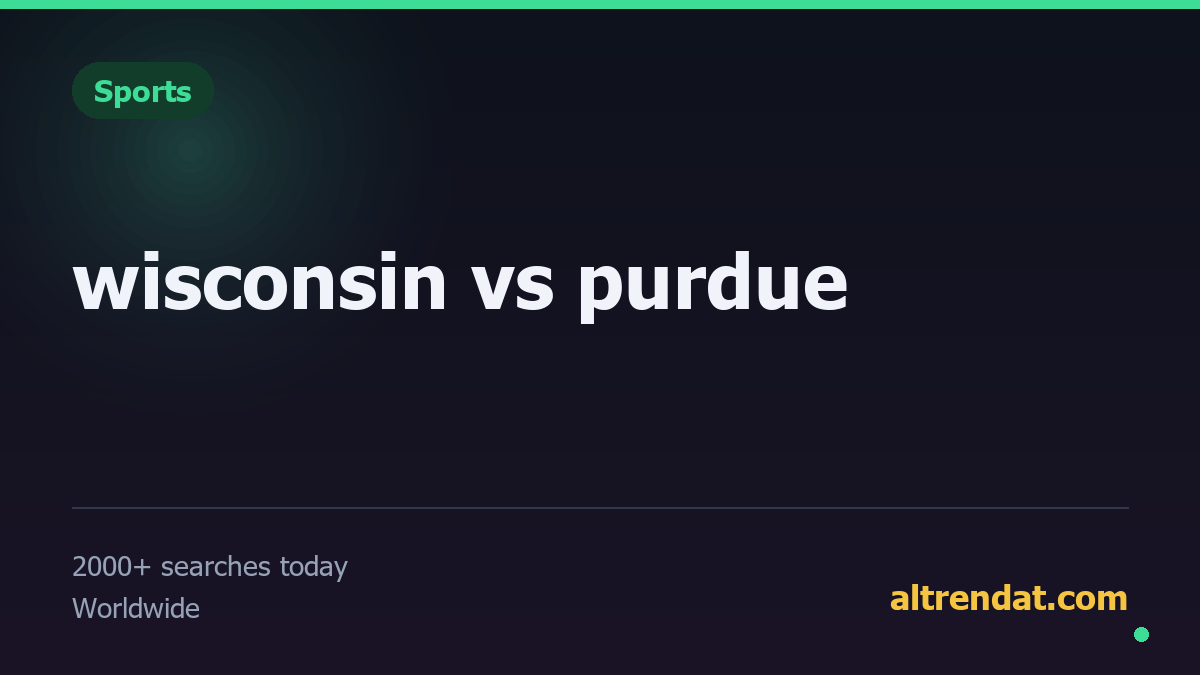 Sports
wisconsin vs purdue
2000+ searches today
Worldwide
altrendat.com